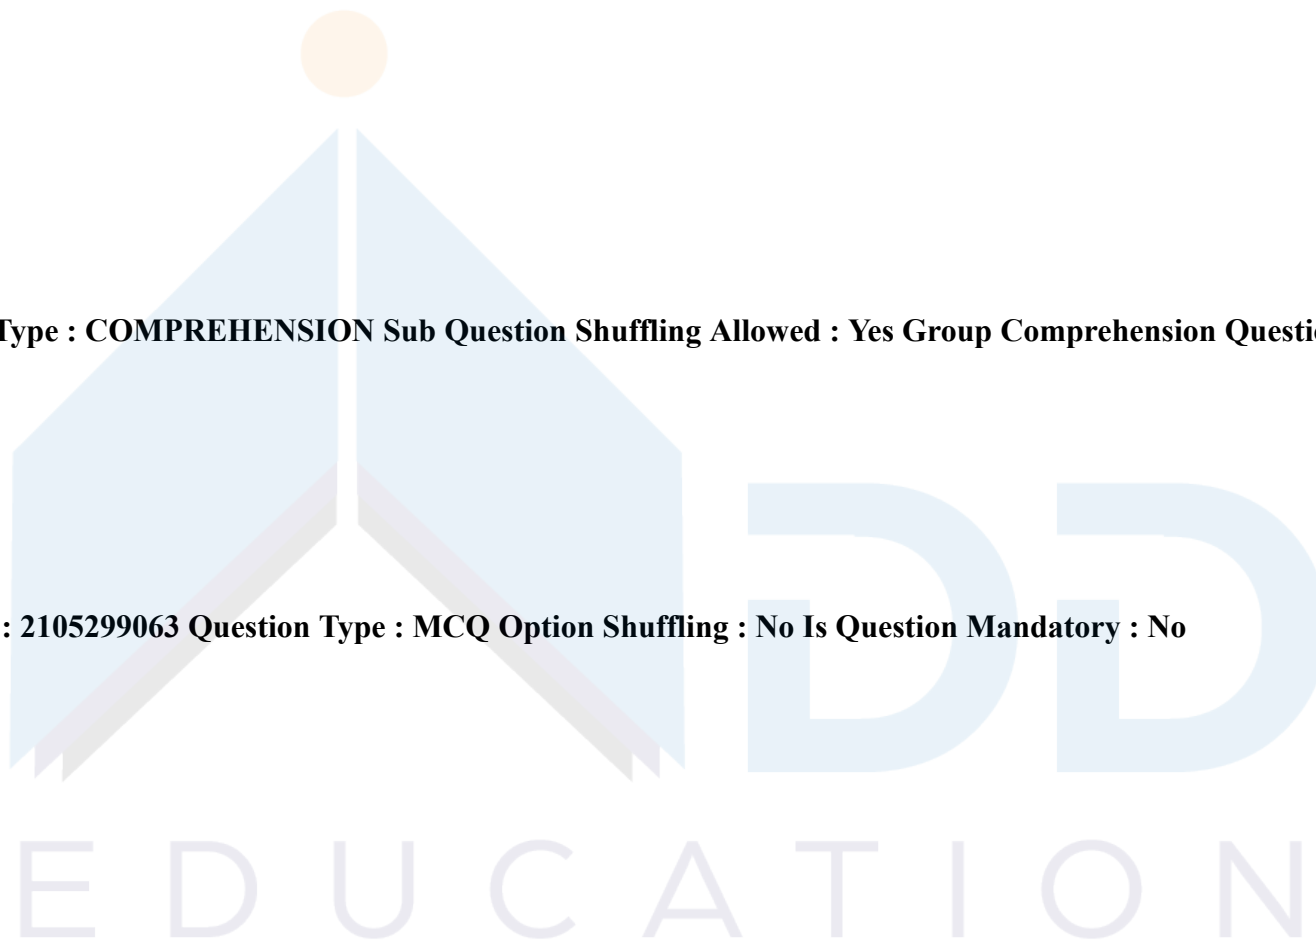 Type : COMPREHENSION Sub Question Shuffling Allowed : Yes Group Comprehension
: 2105299063 Question Type : MCQ Option Shuffling : No Is Question Mandatory : No
DD
EDUCATION